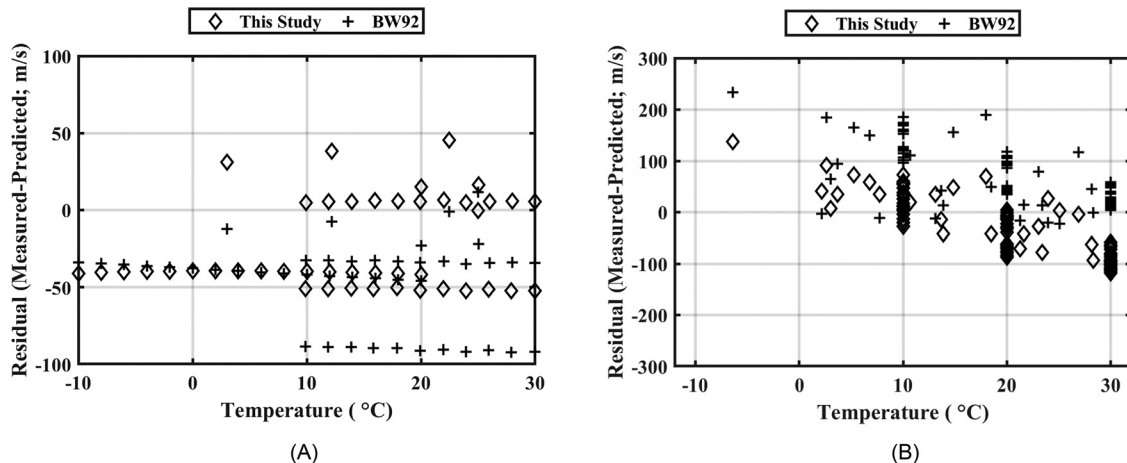 This Study BW92
Residual (Measured-Predicted; m/s)
100
50
0
-50
-100
-10 0 10 20 30
Temperature ( °C)
(A)
This Study BW92
Residual (Measured-Predicted; m/s)
300
200
100
0
-100
-200
-300
0 10 20 30
Temperature ( °C)
(B)